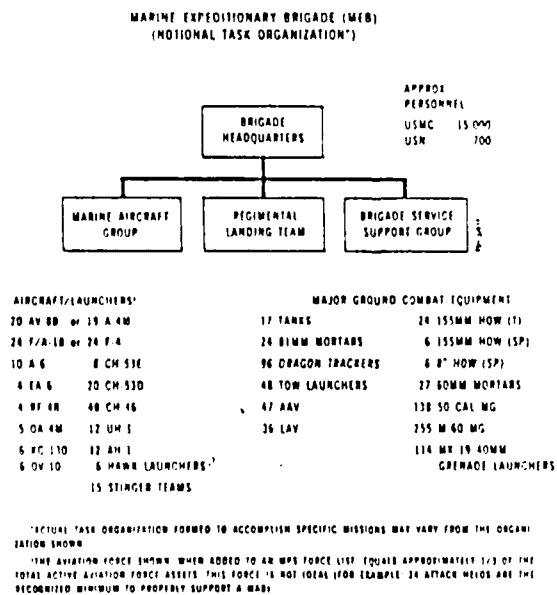 MARINE EXPEDITIONARY BRIGADE (MEB)
(NOTIONAL TASK ORGANIZATION*)
APPROX
PERSONNEL
USMC 15,000
USN 700
BRIGADE
HEADQUARTERS
MARINE AIRCRAFT
GROUP
REGIMENTAL
LANDING TEAM
BRIGADE SERVICE
SUPPORT GROUP
AIRCRAFT/LAUNCHERS
20 AV 8B or 19 A 4M
24 F/A-18 or 24 F-4
10 A 6 8 CH-53E
4 EA 6 20 CH-53D
4 RF 4B 48 CH 46
5 OA 4M 12 UH 1
6 KC 130 12 AH 1
6 OV 10 6 HAWK LAUNCHERS
15 STINGER TEAMS
MAJOR GROUND COMBAT EQUIPMENT
17 TANKS 24 155MM HOW (T)
24 81MM MORTARS 6 155MM HOW (SP)
96 DRAGON TRACKERS 6 8" HOW (SP)
48 TOW LAUNCHERS 27 60MM MORTARS
47 AAV 138 50 CAL MG
36 LAV 255 M 60 MG
114 MK 19 40MM
GRENADE LAUNCHERS
*ACTUAL TASK ORGANIZATION FORMED TO ACCOMPLISH SPECIFIC MISSIONS MAY VARY FROM THE ORGANI
ZATION SHOWN
THE AVIATION FORCE SHOWN WHEN ADDED TO AN MPS FORCE LIST EQUALS APPROXIMATELY 1/3 OF THE
TOTAL ACTIVE AVIATION FORCE ASSETS THIS FORCE IS NOT IDEAL (FOR EXAMPLE: 24 ATTACK HELOS ARE THE
RECOGNIZED MINIMUM TO PROPERLY SUPPORT A MAB)